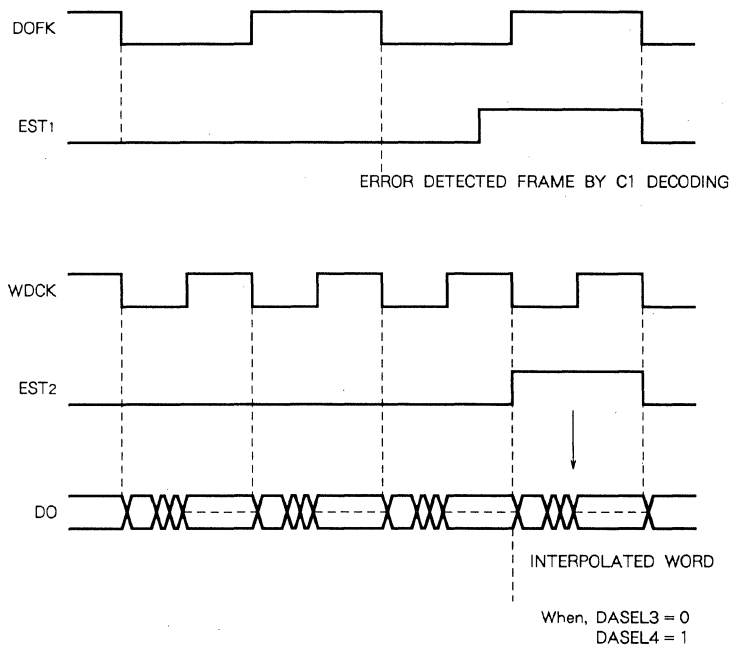 DOFK
EST1
ERROR DETECTED FRAME BY C1 DECODING
WDCK
EST2
DO
INTERPOLATED WORD
When, DASEL3 = 0
DASEL4 = 1